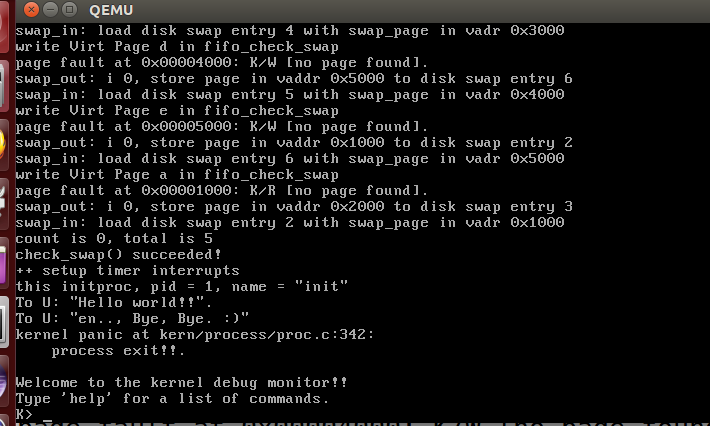 QEMU
swap_in: load disk swap entry 4 with swap_page in vadr 0x3000
write Virt Page d in fifo_check_swap
page fault at 0x00004000: K/W [no page found].
swap_out: i 0, store page in vaddr 0x5000 to disk swap entry 6
swap_in: load disk swap entry 5 with swap_page in vadr 0x4000
write Virt Page e in fifo_check_swap
page fault at 0x00005000: K/W [no page found].
swap_out: i 0, store page in vaddr 0x1000 to disk swap entry 2
swap_in: load disk swap entry 6 with swap_page in vadr 0x5000
write Virt Page a in fifo_check_swap
page fault at 0x00001000: K/R [no page found].
swap_out: i 0, store page in vaddr 0x2000 to disk swap entry 3
swap_in: load disk swap entry 2 with swap_page in vadr 0x1000
count is 0, total is 5
check_swap() succeeded!
++ setup timer interrupts
this initproc, pid = 1, name = "init"
To U: "Hello world!!".
To U: "en.., Bye, Bye. :)"
kernel panic at kern/process/proc.c:342:
    process exit!!.
Welcome to the kernel debug monitor!!
Type 'help' for a list of commands.
K> _